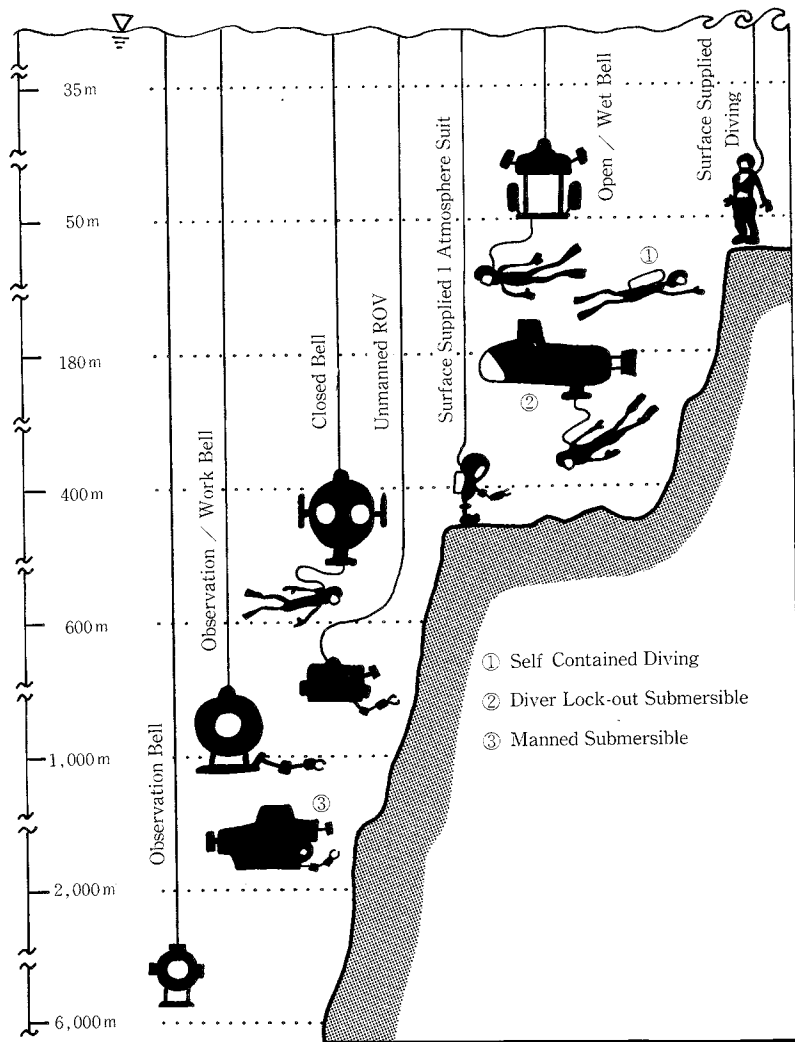 35m
50m
180m
400m
600m
1,000m
2,000m
6,000m
Observation Bell
Observation / Work Bell
Closed Bell
Unmanned ROV
Surface Supplied 1 Atmosphere Suit
Open / Wet Bell
Surface Supplied
Diving
①
②
③
① Self Contained Diving
② Diver Lock-out Submersible
③ Manned Submersible